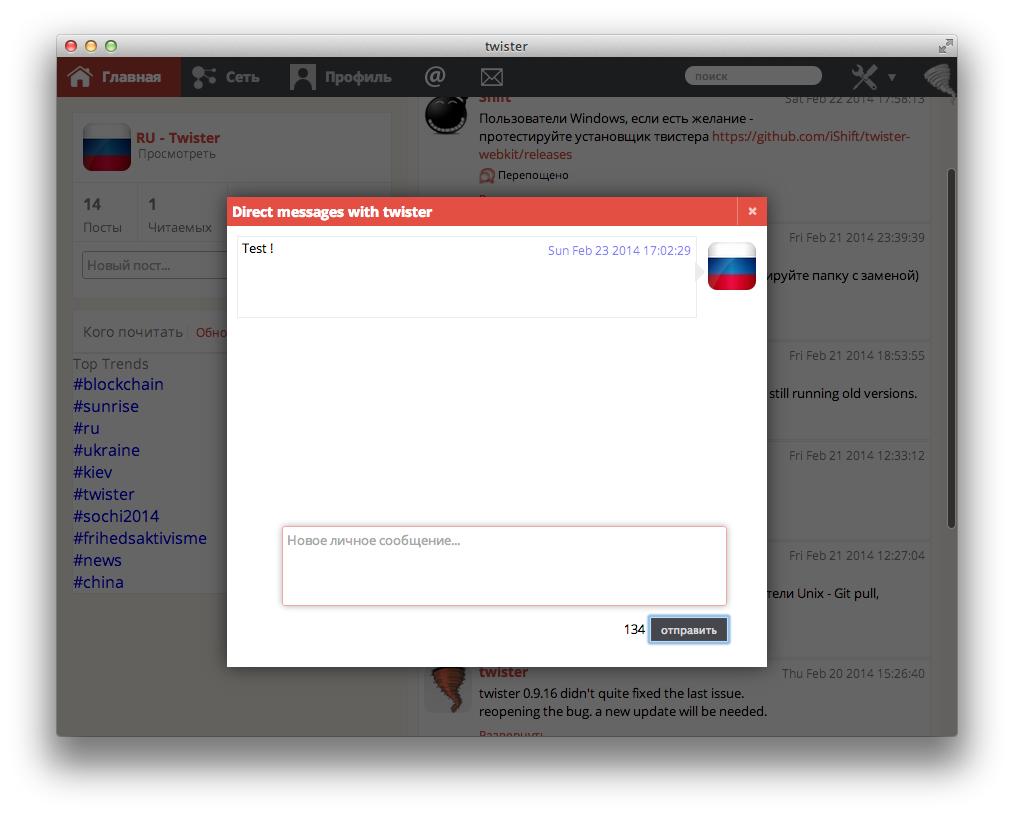 twister
Главная
Сеть
Профиль
@
поиск
RU - Twister
Просмотреть
14
1
Посты
Читаемых
Новый пост...
Кого почитать
Обно
Top Trends
#blockchain
#sunrise
#ru
#ukraine
#kiev
#twister
#sochi2014
#frihedsaktivisme
#news
#china
Shift
Sat Feb 22 2014 17:58:13
Пользователи Windows, если есть желание -
протестируйте установщик твистера https://github.com/iShift/twister-
webkit/releases
Перепощено
Fri Feb 21 2014 23:39:39
ируйте папку с заменой)
Fri Feb 21 2014 18:53:55
still running old versions.
Fri Feb 21 2014 12:33:12
Fri Feb 21 2014 12:27:04
тели Unix - Git pull,
twister
Thu Feb 20 2014 15:26:40
twister 0.9.16 didn't quite fixed the last issue.
reopening the bug. a new update will be needed.
Развернуть
Direct messages with twister
Test !
Sun Feb 23 2014 17:02:29
Новое личное сообщение...
134
отправить